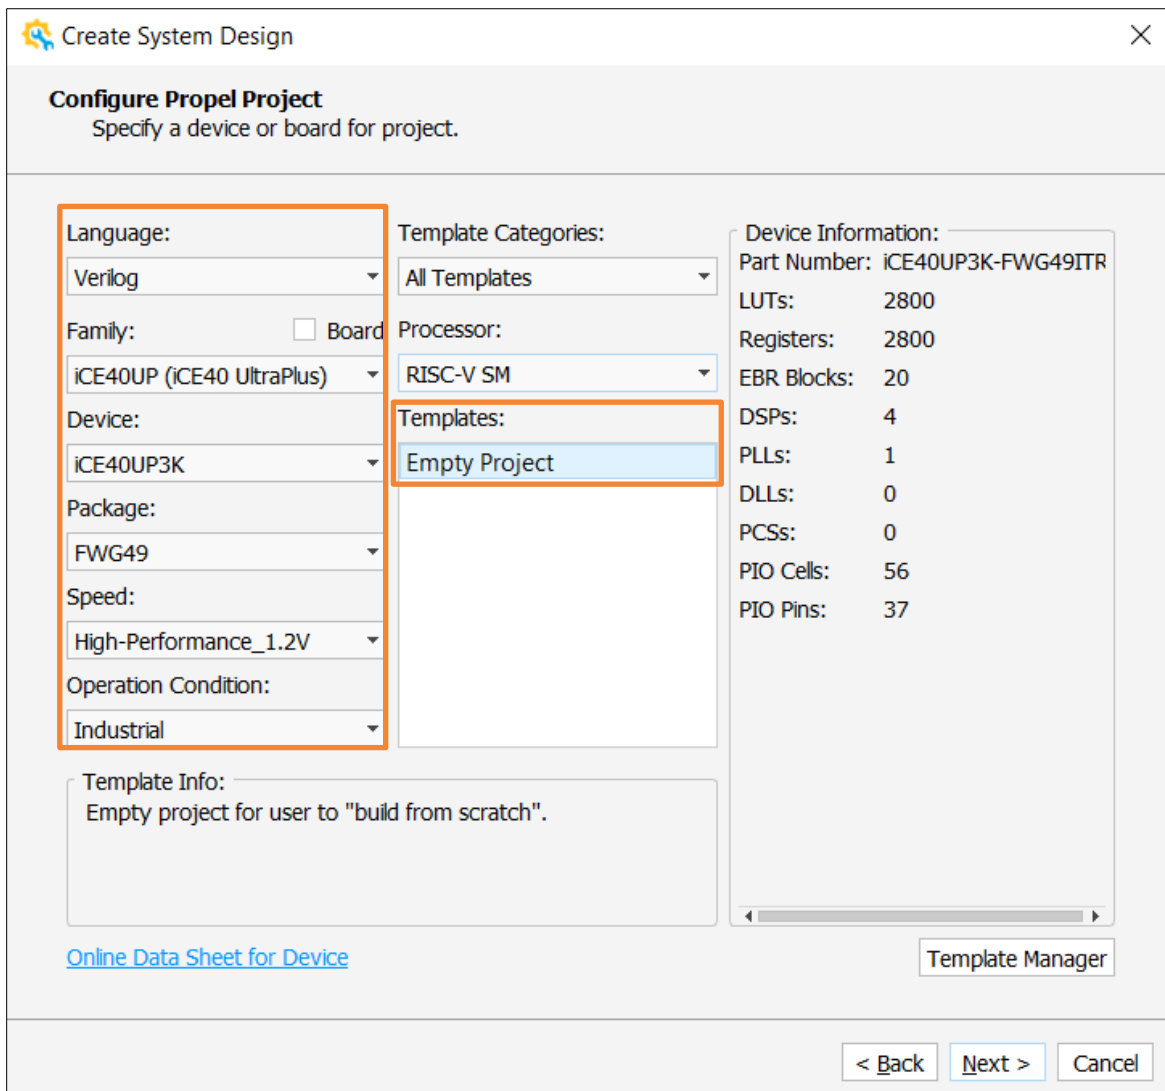 Create System Design
Configure Propel Project
Specify a device or board for project.
Language:
Verilog
Family:
Board
iCE40UP (iCE40 UltraPlus)
Device:
iCE40UP3K
Package:
FWG49
Speed:
High-Performance_1.2V
Operation Condition:
Industrial
Template Categories:
All Templates
Processor:
RISC-V SM
Templates:
Empty Project
Device Information:
Part Number: iCE40UP3K-FWG49ITR
LUTs: 2800
Registers: 2800
EBR Blocks: 20
DSPs: 4
PLLs: 1
DLLs: 0
PCSs: 0
PIO Cells: 56
PIO Pins: 37
Template Info:
Empty project for user to "build from scratch".
Online Data Sheet for Device
Template Manager
< Back
Next >
Cancel